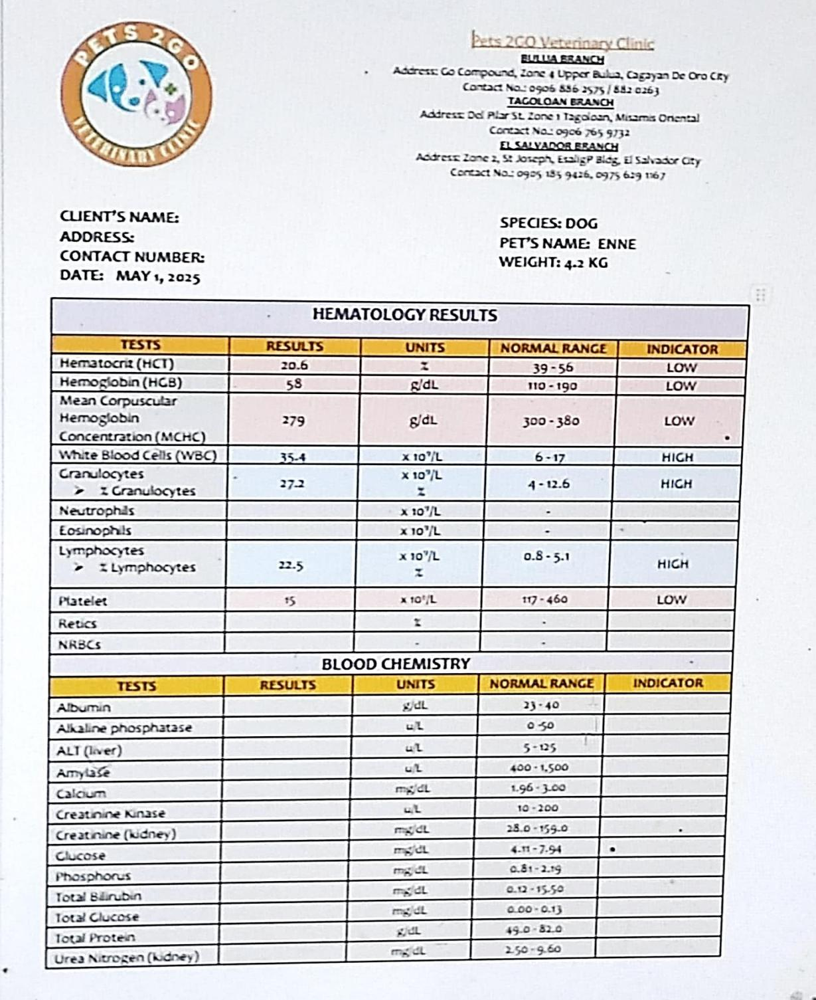 PETS 2GO
VETERINARY CLINIC
Pets 2GO Veterinary Clinic
BULUA BRANCH
Address: Go Compound, Zone 4 Upper Bulua, Cagayan De Oro City
Contact No.: 0906 886 2575 / 882 0263
TAGOLOAN BRANCH
Address: Del Pilar St. Zone 1 Tagoloan, Misamis Oriental
Contact No.: 0906 765 9732
EL SALVADOR BRANCH
Address: Zone 2, St Joseph, EsaligP Bldg, El Salvador City
Contact No.: 0905 185 9426, 0975 629 1167
CLIENT'S NAME:
ADDRESS:
CONTACT NUMBER:
DATE: MAY 1, 2025
SPECIES: DOG
PET'S NAME: ENNE
WEIGHT: 4.2 KG
HEMATOLOGY RESULTS
TESTS RESULTS UNITS NORMAL RANGE INDICATOR
Hematocrit (HCT) 20.6 % 39 - 56 LOW
Hemoglobin (HGB) 58 g/dL 110 - 190 LOW
Mean Corpuscular
Hemoglobin 279 g/dL 300 - 380 LOW
Concentration (MCHC)
White Blood Cells (WBC) 35.4 x 10⁹/L 6 - 17 HIGH
Granulocytes x 10⁹/L
➤ % Granulocytes 27.2 % 4 - 12.6 HIGH
Neutrophils x 10⁹/L -
Eosinophils x 10⁹/L -
Lymphocytes x 10⁹/L 0.8 - 5.1
➤ % Lymphocytes 22.5 % HIGH
Platelet 15 x 10⁹/L 117 - 460 LOW
Retics % -
NRBCs - -
BLOOD CHEMISTRY
TESTS RESULTS UNITS NORMAL RANGE INDICATOR
Albumin g/dL 23 - 40
Alkaline phosphatase u/L 0 -50
ALT (liver) u/L 5 - 125
Amylase u/L 400 - 1,500
Calcium mg/dL 1.96 - 3.00
Creatinine Kinase u/L 10 - 200
Creatinine (kidney) mg/dL 28.0 - 159.0
Glucose mg/dL 4.11 - 7.94
Phosphorus mg/dL 0.81 - 2.19
Total Bilirubin mg/dL 0.12 - 15.50
Total Glucose mg/dL 0.00 - 0.13
Total Protein g/dL 49.0 - 82.0
Urea Nitrogen (kidney) mg/dL 2.50 - 9.60